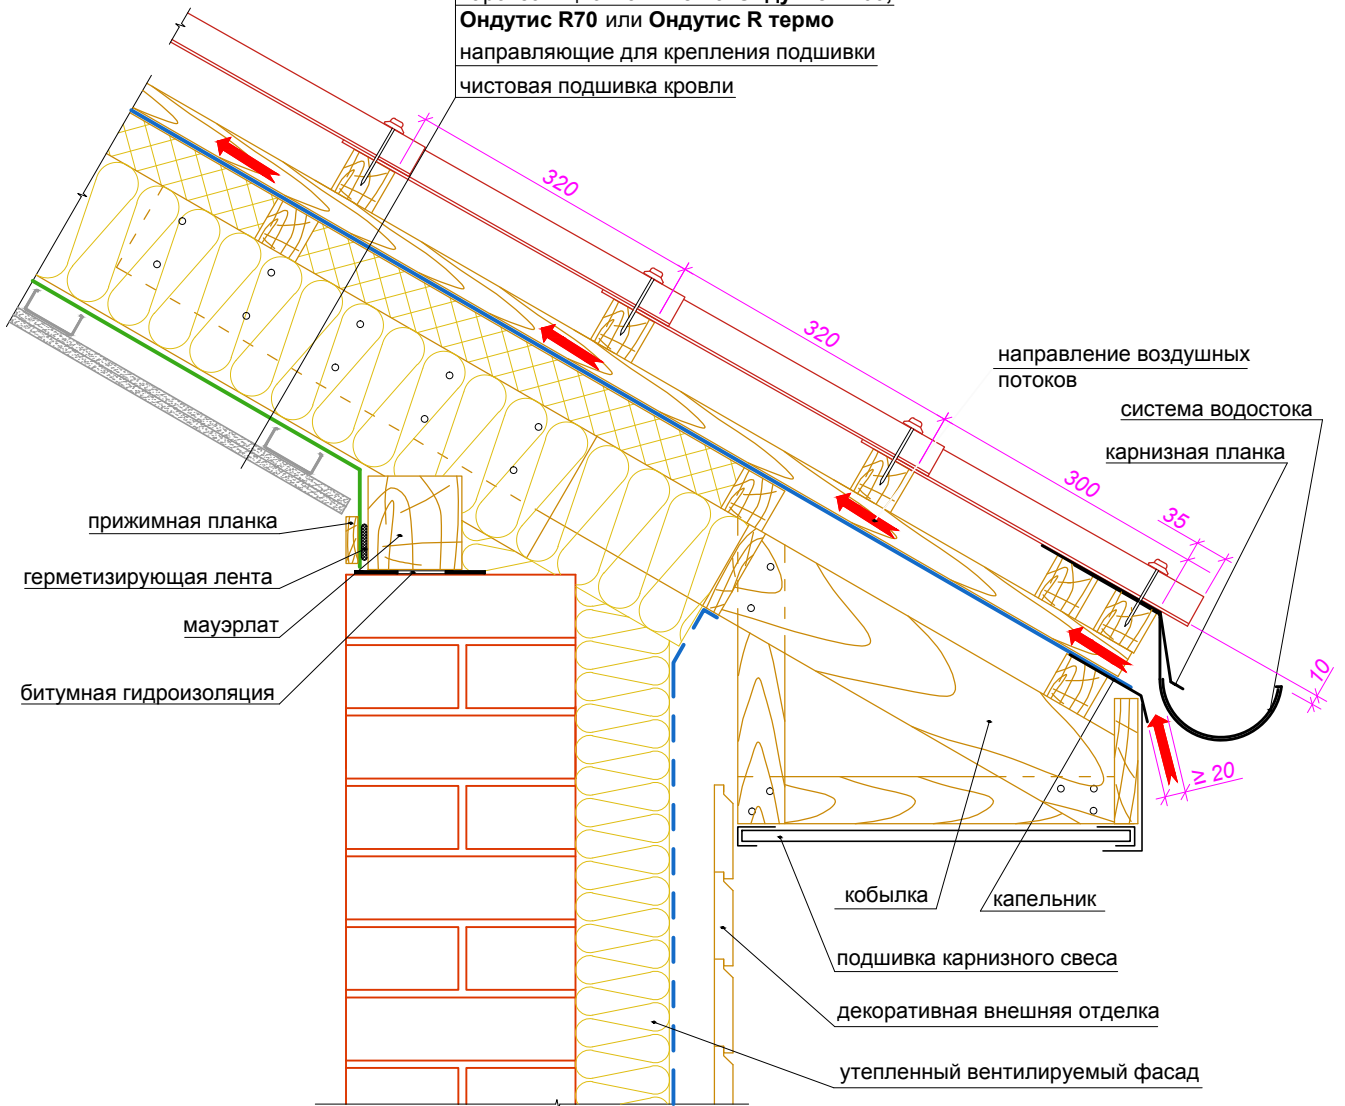 Ондутис R70 или Ондутис R термо
направляющие для крепления подшивки
чистовая подшивка кровли
320
320
направление воздушных
потоков
система водостока
карнизная планка
300
35
прижимная планка
герметизирующая лента
мауэрлат
битумная гидроизоляция
10
≥ 20
кобылка
капельник
подшивка карнизного свеса
декоративная внешняя отделка
утепленный вентилируемый фасад